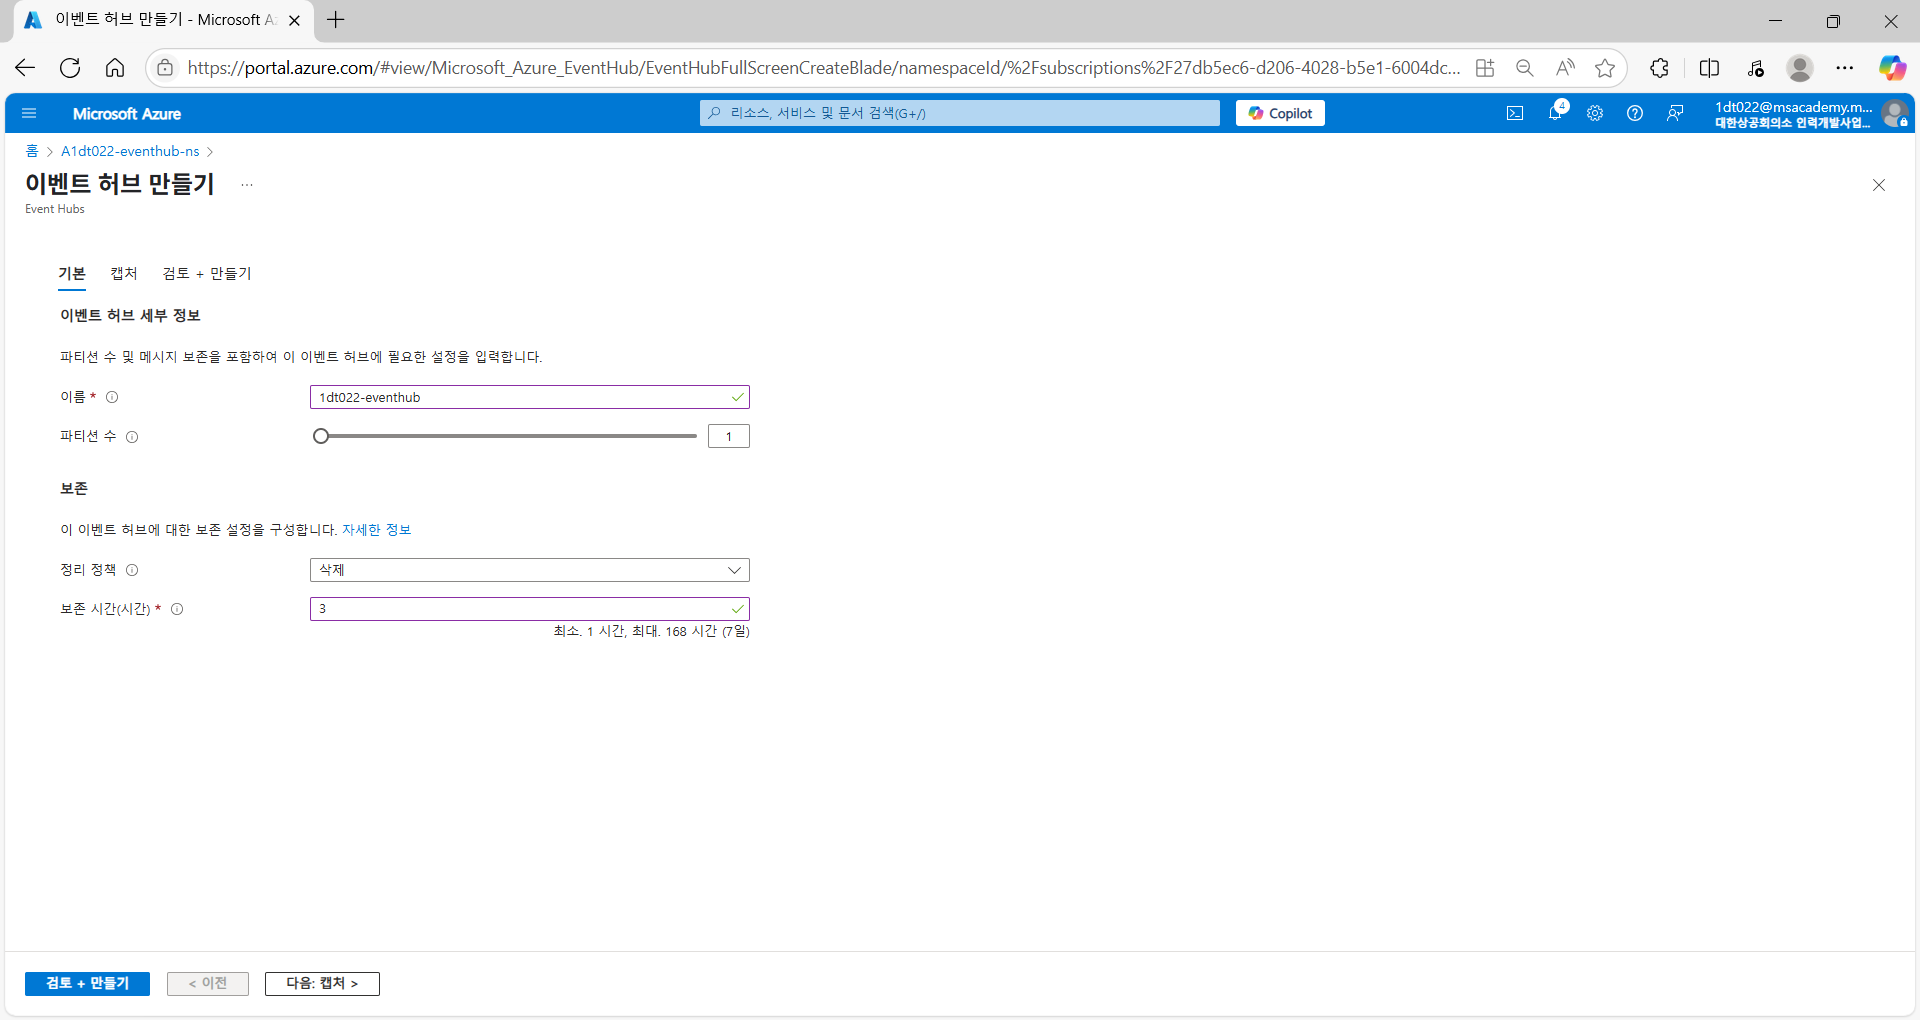 이벤트 허브 만들기 - Microsoft A
https://portal.azure.com/#view/Microsoft_Azure_EventHub/EventHubFullScreenCreateBlade/namespaceId/%2Fsubscriptions%2F27db5ec6-d206-4028-b5e1-6004dc...
Microsoft Azure
리소스, 서비스 및 문서 검색(G+/)
Copilot
4
1dt022@msacademy.m...
대한상공회의소 인력개발사업...
홈 > A1dt022-eventhub-ns >
이벤트 허브 만들기 ...
Event Hubs
기본 캡처 검토 + 만들기
이벤트 허브 세부 정보
파티션 수 및 메시지 보존을 포함하여 이 이벤트 허브에 필요한 설정을 입력합니다.
이름 * 1dt022-eventhub
파티션 수 1
보존
이 이벤트 허브에 대한 보존 설정을 구성합니다. 자세한 정보
정리 정책 삭제
보존 시간(시간) * 3
최소. 1 시간, 최대. 168 시간 (7일)
검토 + 만들기 < 이전 다음: 캡처 >